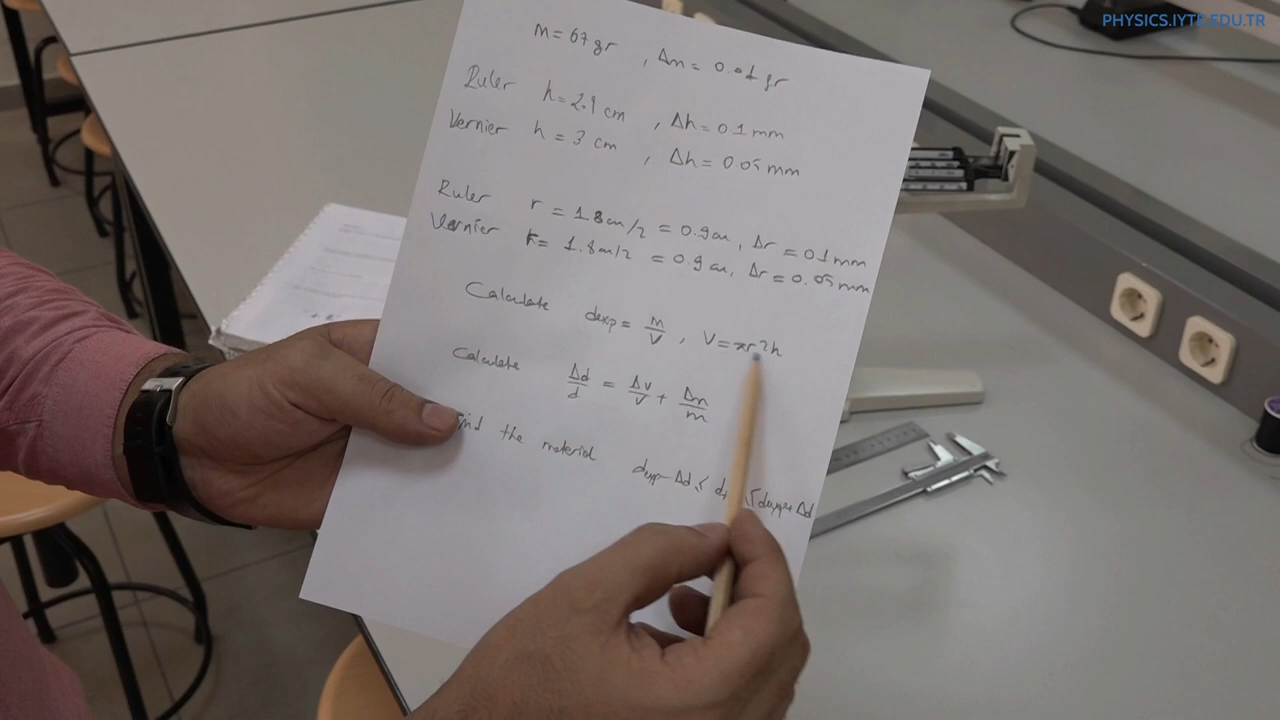 PHYSICS.IYTE.EDU.TR
m = 67 gr , Δm = 0.01 gr
Ruler h = 2.9 cm , Δh = 0.1 mm
Vernier h = 3 cm , Δh = 0.05 mm
Ruler r = 1.8 cm/2 = 0.9 cm, Δr = 0.1 mm
Vernier r = 1.8 cm/2 = 0.9 cm, Δr = 0.05 mm
Calculate dexp = m/V , V = πr2h
Calculate Δd/d = ΔV/V + Δm/m
Find the material dexp - Δd ≤ ≤ dexp + Δd